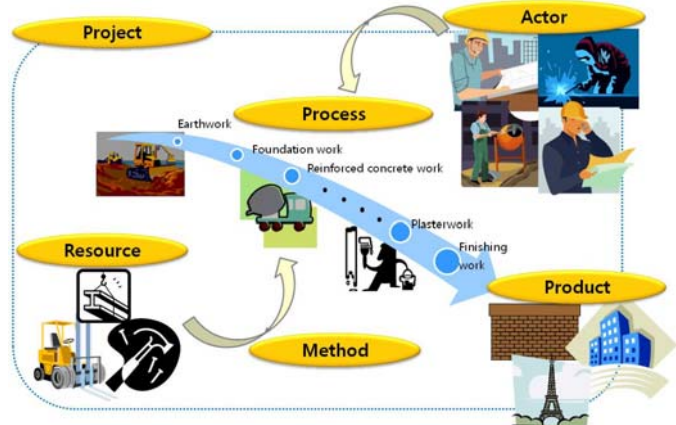 Project
Actor
Process
Earthwork
Foundation work
Reinforced concrete work
Plasterwork
Finishing
work
Resource
Product
Method